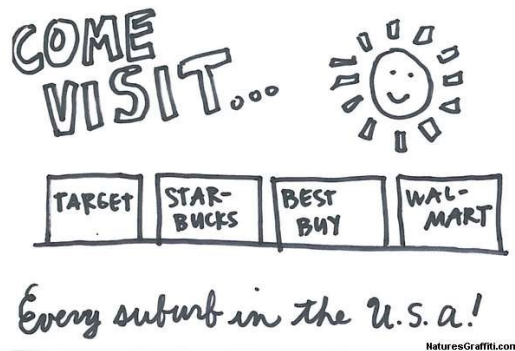 COME
VISIT...
TARGET
STAR-
BUCKS
BEST
BUY
WAL-
MART
Every suburb in the U.S.a!
NaturesGraffiti.com